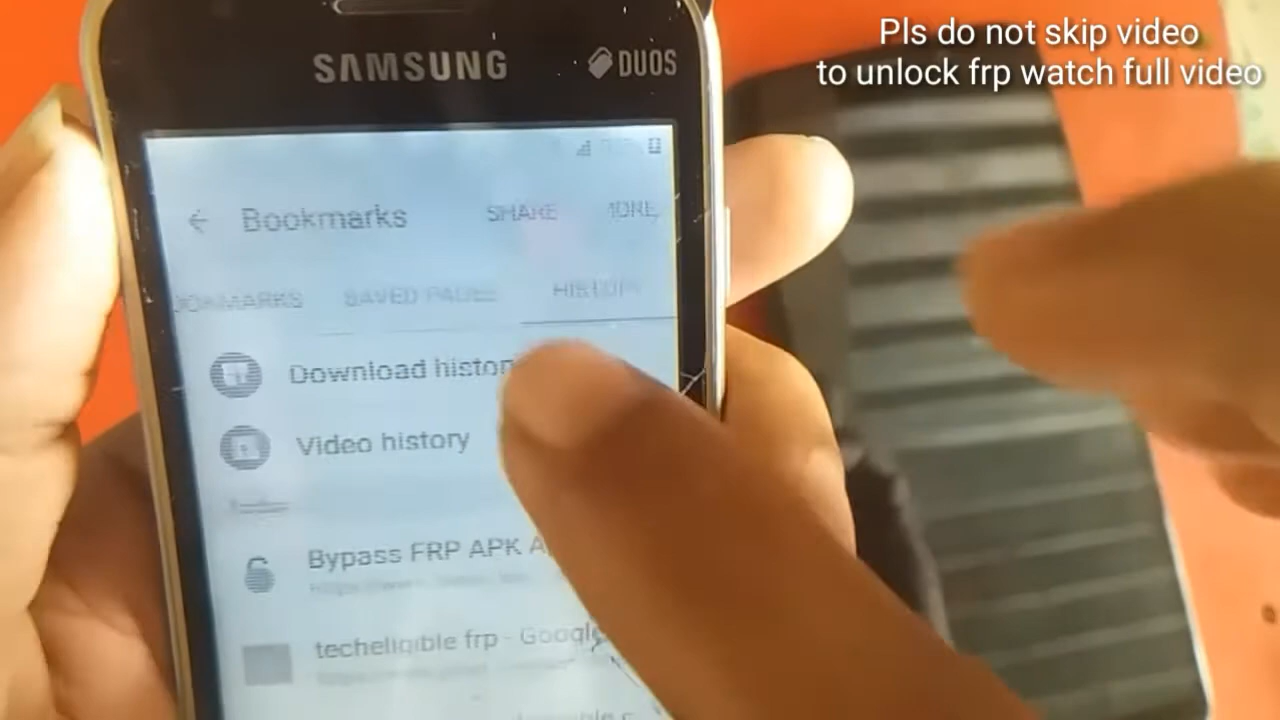 Pls do not skip video
to unlock frp watch full video
SAMSUNG DUOS
Bookmarks SHARE MORE
SAVED PAGES HISTORY
Download histor
Video history
Bypass FRP APK A
techeligible frp - Google